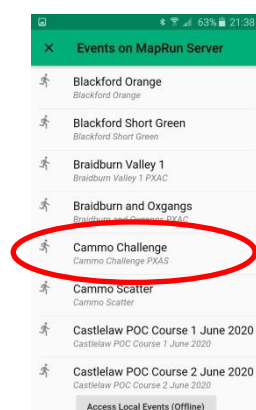 63% 21:38
Events on MapRun Server
Blackford Orange
Blackford Orange
Blackford Short Green
Blackford Short Green
Braidburn Valley 1
Braidburn Valley 1 PXAC
Braidburn and Oxgangs
Braidburn and Oxgangs PXAC
Cammo Challenge
Cammo Challenge PXAS
Cammo Scatter
Cammo Scatter
Castlelaw POC Course 1 June 2020
Castlelaw POC Course 1 June 2020
Castlelaw POC Course 2 June 2020
Castlelaw POC Course 2 June 2020
Access Local Events (Offline)